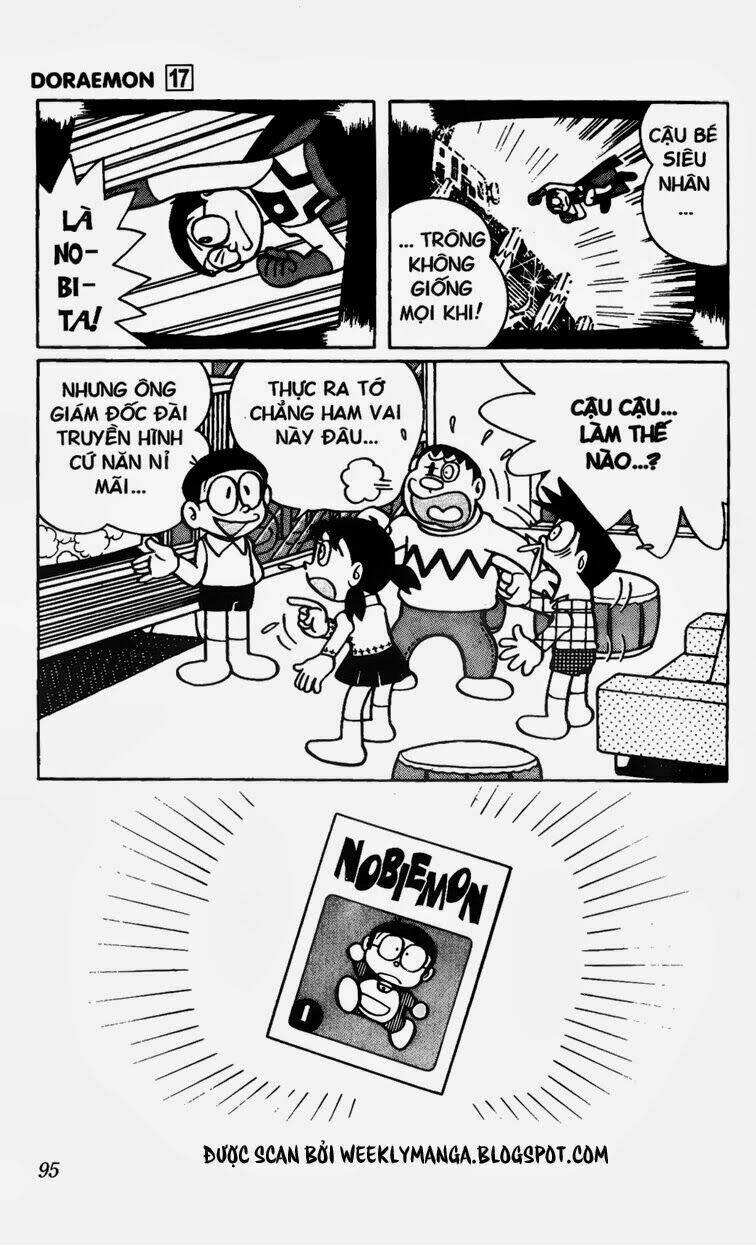 DORAEMON 17
CẬU BÉ
SIÊU
NHÂN
...
... TRÔNG
KHÔNG
GIỐNG
MỌI KHI!
LÀ
NO-
BI-
TA!
CẬU CẬU...
LÀM THẾ
NÀO...?
THỰC RA TỚ
CHẲNG HAM VAI
NÀY ĐÂU...
NHƯNG ÔNG
GIÁM ĐỐC ĐÀI
TRUYỀN HÌNH
CỨ NĂN NỈ
MÃI...
NOBIEMON
1
95
ĐƯỢC SCAN BỞI WEEKLYMANGA.BLOGSPOT.COM